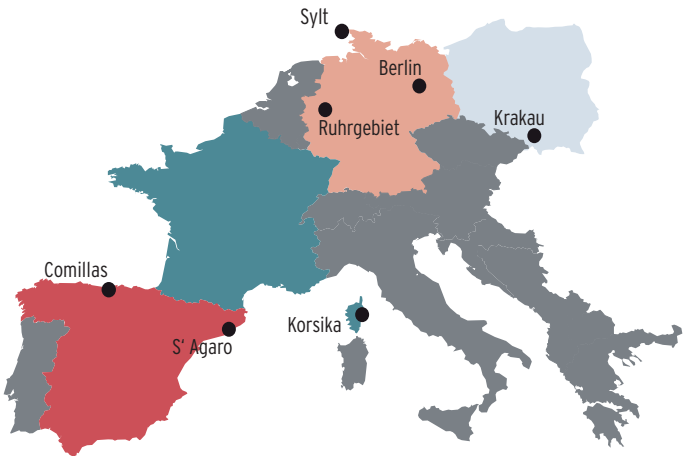 Sylt
Berlin
Krakau
Ruhrgebiet
Comillas
Korsika
S‘ Agaro